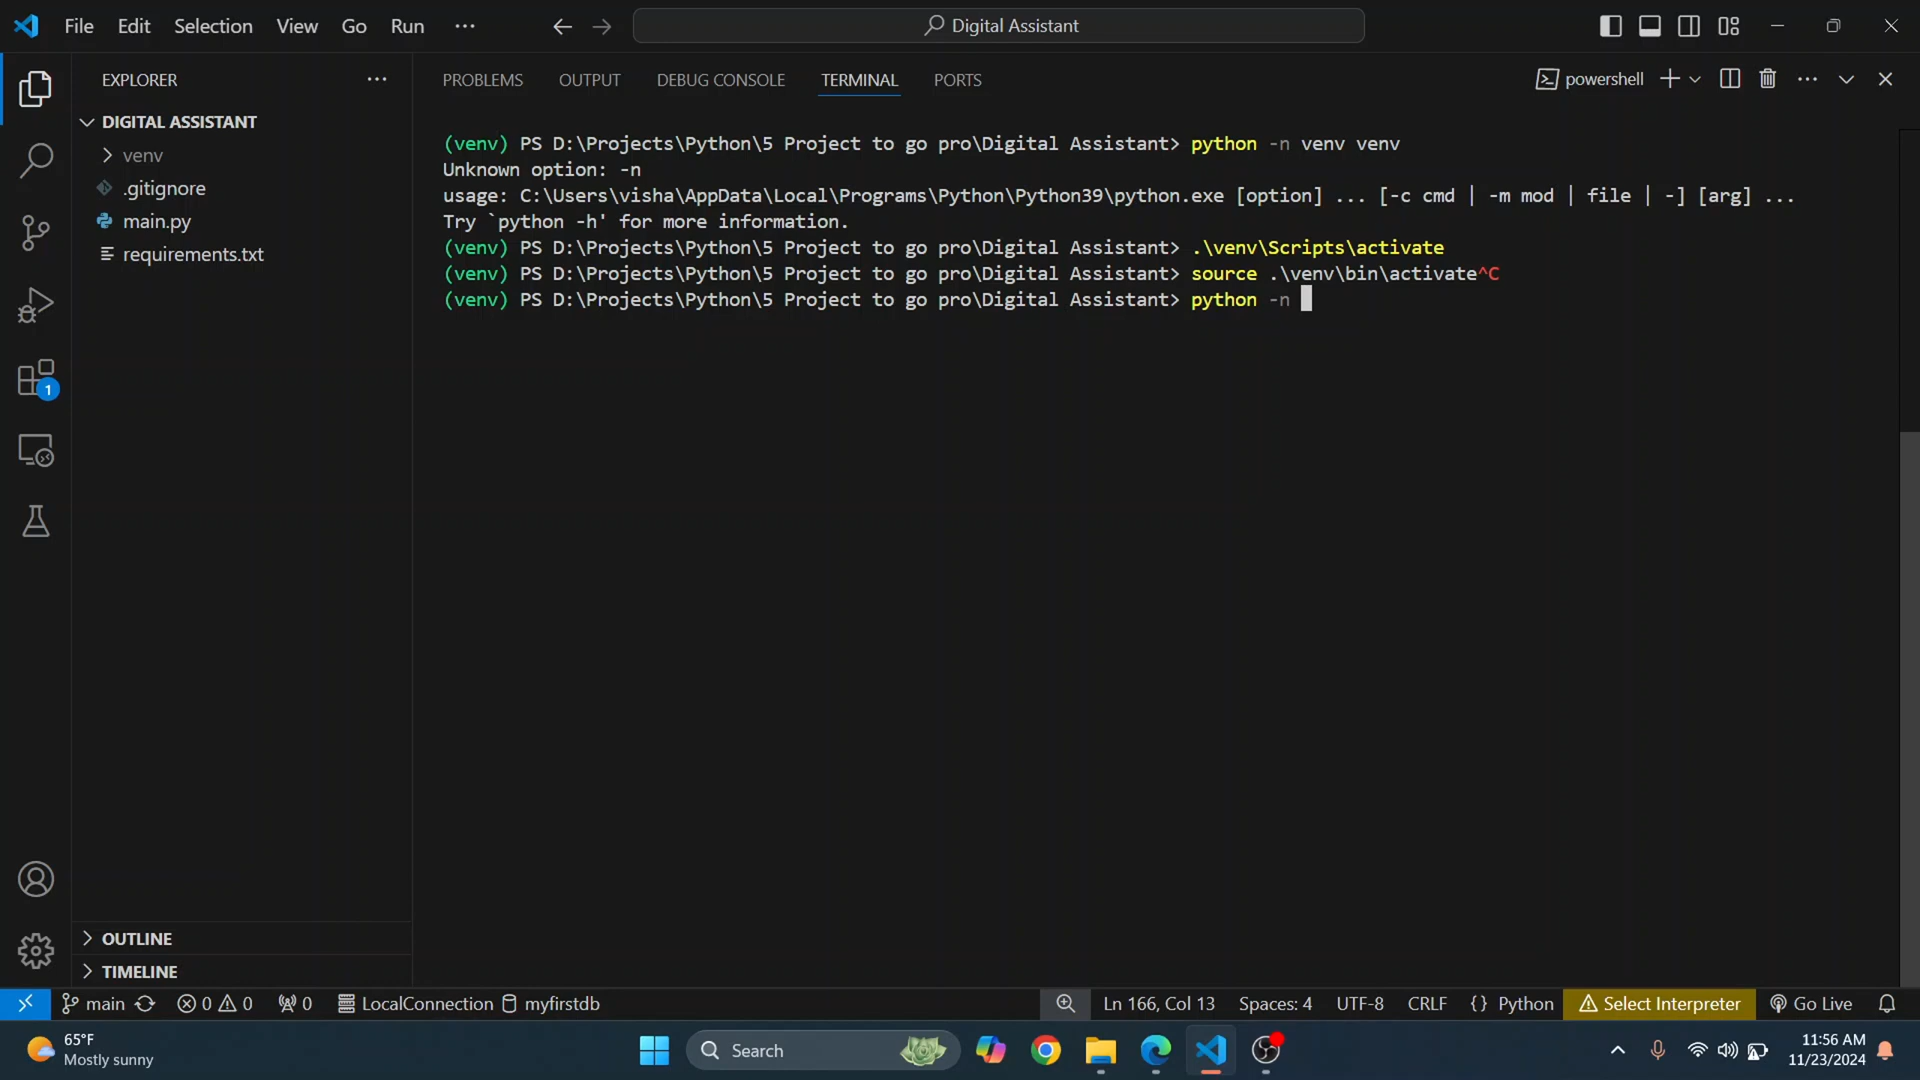 File Edit Selection View Go Run ... Digital Assistant
EXPLORER
DIGITAL ASSISTANT
venv
.gitignore
main.py
requirements.txt
OUTLINE
TIMELINE
PROBLEMS OUTPUT DEBUG CONSOLE TERMINAL PORTS powershell
(venv) PS D:\Projects\Python\5 Project to go pro\Digital Assistant> python -n venv venv
Unknown option: -n
usage: C:\Users\visha\AppData\Local\Programs\Python\Python39\python.exe [option] ... [-c cmd | -m mod | file | -] [arg] ...
Try `python -h' for more information.
(venv) PS D:\Projects\Python\5 Project to go pro\Digital Assistant> .\venv\Scripts\activate
(venv) PS D:\Projects\Python\5 Project to go pro\Digital Assistant> source .\venv\bin\activate^C
(venv) PS D:\Projects\Python\5 Project to go pro\Digital Assistant> python -n
1
main 0 0 0 LocalConnection myfirstdb Ln 166, Col 13 Spaces: 4 UTF-8 CRLF {} Python Select Interpreter Go Live
65°F
Mostly sunny
Search
11:56 AM
11/23/2024